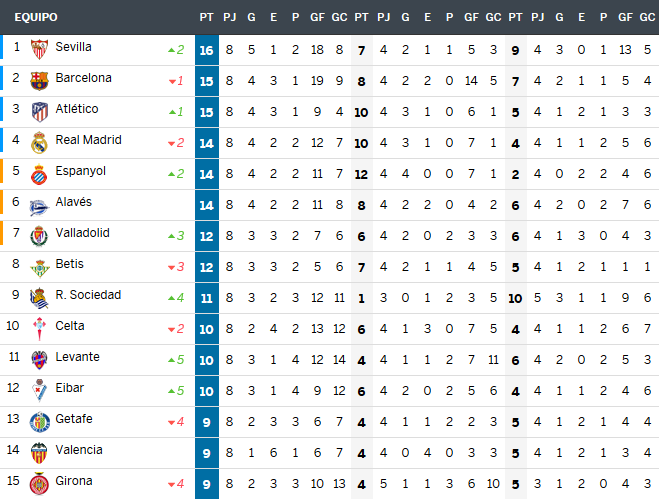 EQUIPO PT PJ G E P GF GC PT PJ G E P GF GC PT PJ G E P GF GC
1 Sevilla 2 16 8 5 1 2 18 8 7 4 2 1 1 5 3 9 4 3 0 1 13 5
2 Barcelona 1 15 8 4 3 1 19 9 8 4 2 2 0 14 5 7 4 2 1 1 5 4
3 Atlético 1 15 8 4 3 1 9 4 10 4 3 1 0 6 1 5 4 1 2 1 3 3
4 Real Madrid 2 14 8 4 2 2 12 7 10 4 3 1 0 7 1 4 4 1 1 2 5 6
5 Espanyol 2 14 8 4 2 2 11 7 12 4 4 0 0 7 1 2 4 0 2 2 4 6
6 Alavés 14 8 4 2 2 11 8 8 4 2 2 0 4 2 6 4 2 0 2 7 6
7 Valladolid 3 12 8 3 3 2 7 6 6 4 2 0 2 3 3 6 4 1 3 0 4 3
8 Betis 3 12 8 3 3 2 5 6 7 4 2 1 1 4 5 5 4 1 2 1 1 1
9 R. Sociedad 4 11 8 3 2 3 12 11 1 3 0 1 2 3 5 10 5 3 1 1 9 6
10 Celta 2 10 8 2 4 2 13 12 6 4 1 3 0 7 5 4 4 1 1 2 6 7
11 Levante 5 10 8 3 1 4 12 14 4 4 1 1 2 7 11 6 4 2 0 2 5 3
12 Eibar 5 10 8 3 1 4 9 12 6 4 2 0 2 5 6 4 4 1 1 2 4 6
13 Getafe 4 9 8 2 3 3 6 7 4 4 1 1 2 2 3 5 4 1 2 1 4 4
14 Valencia 9 8 1 6 1 6 7 4 4 0 4 0 3 3 5 4 1 2 1 3 4
15 Girona 4 9 8 2 3 3 10 13 4 5 1 1 3 6 10 5 3 1 2 0 4 3